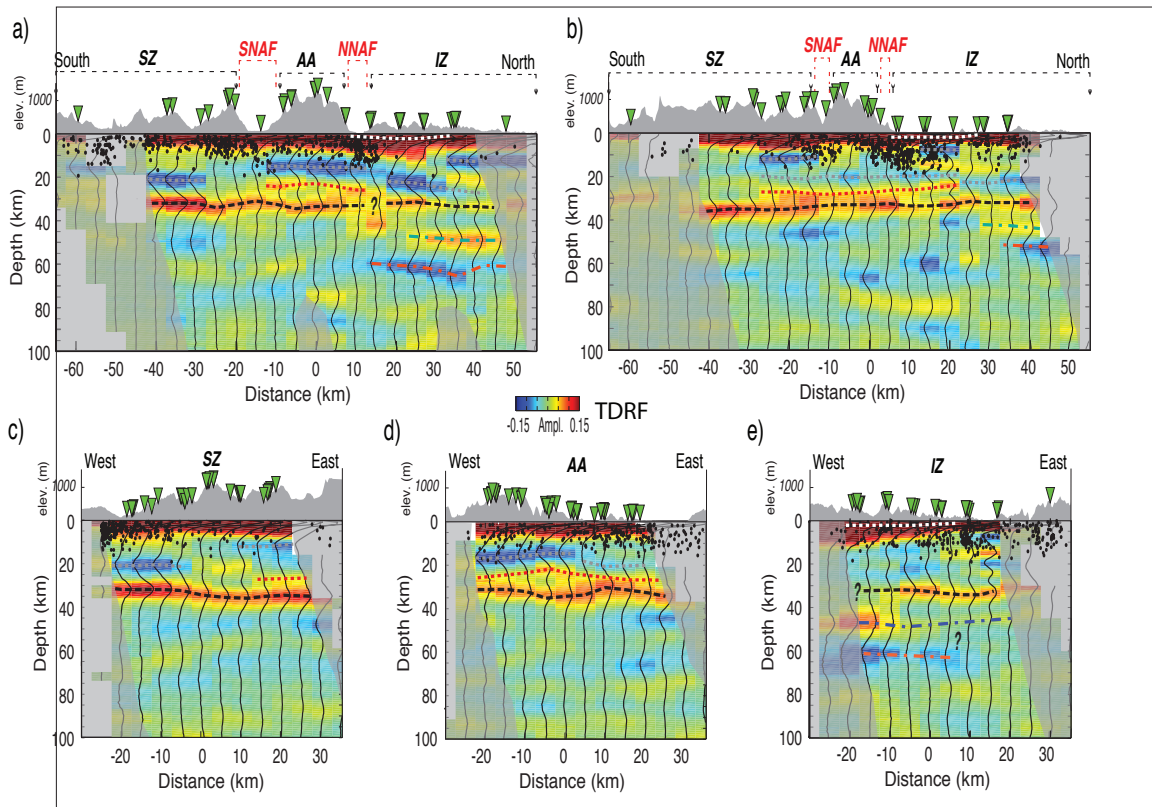 a)
SNAF
NNAF
South
SZ
AA
IZ
North
elev. (m)
1000
0
20
40
60
80
100
Depth (km)
?
-60 -50 -40 -30 -20 -10 0 10 20 30 40 50
Distance (km)
b)
SNAF
NNAF
South
SZ
AA
IZ
North
elev. (m)
1000
0
20
40
60
80
100
Depth (km)
-60 -50 -40 -30 -20 -10 0 10 20 30 40 50
Distance (km)
TDRF
-0.15 Ampl. 0.15
c)
West
SZ
East
elev. (m)
1000
0
20
40
60
80
100
Depth (km)
-20 -10 0 10 20 30
Distance (km)
d)
West
AA
East
elev. (m)
1000
0
20
40
60
80
100
Depth (km)
-20 -10 0 10 20 30
Distance (km)
e)
West
IZ
East
elev. (m)
1000
0
20
40
60
80
100
Depth (km)
?
?
-20 -10 0 10 20 30
Distance (km)